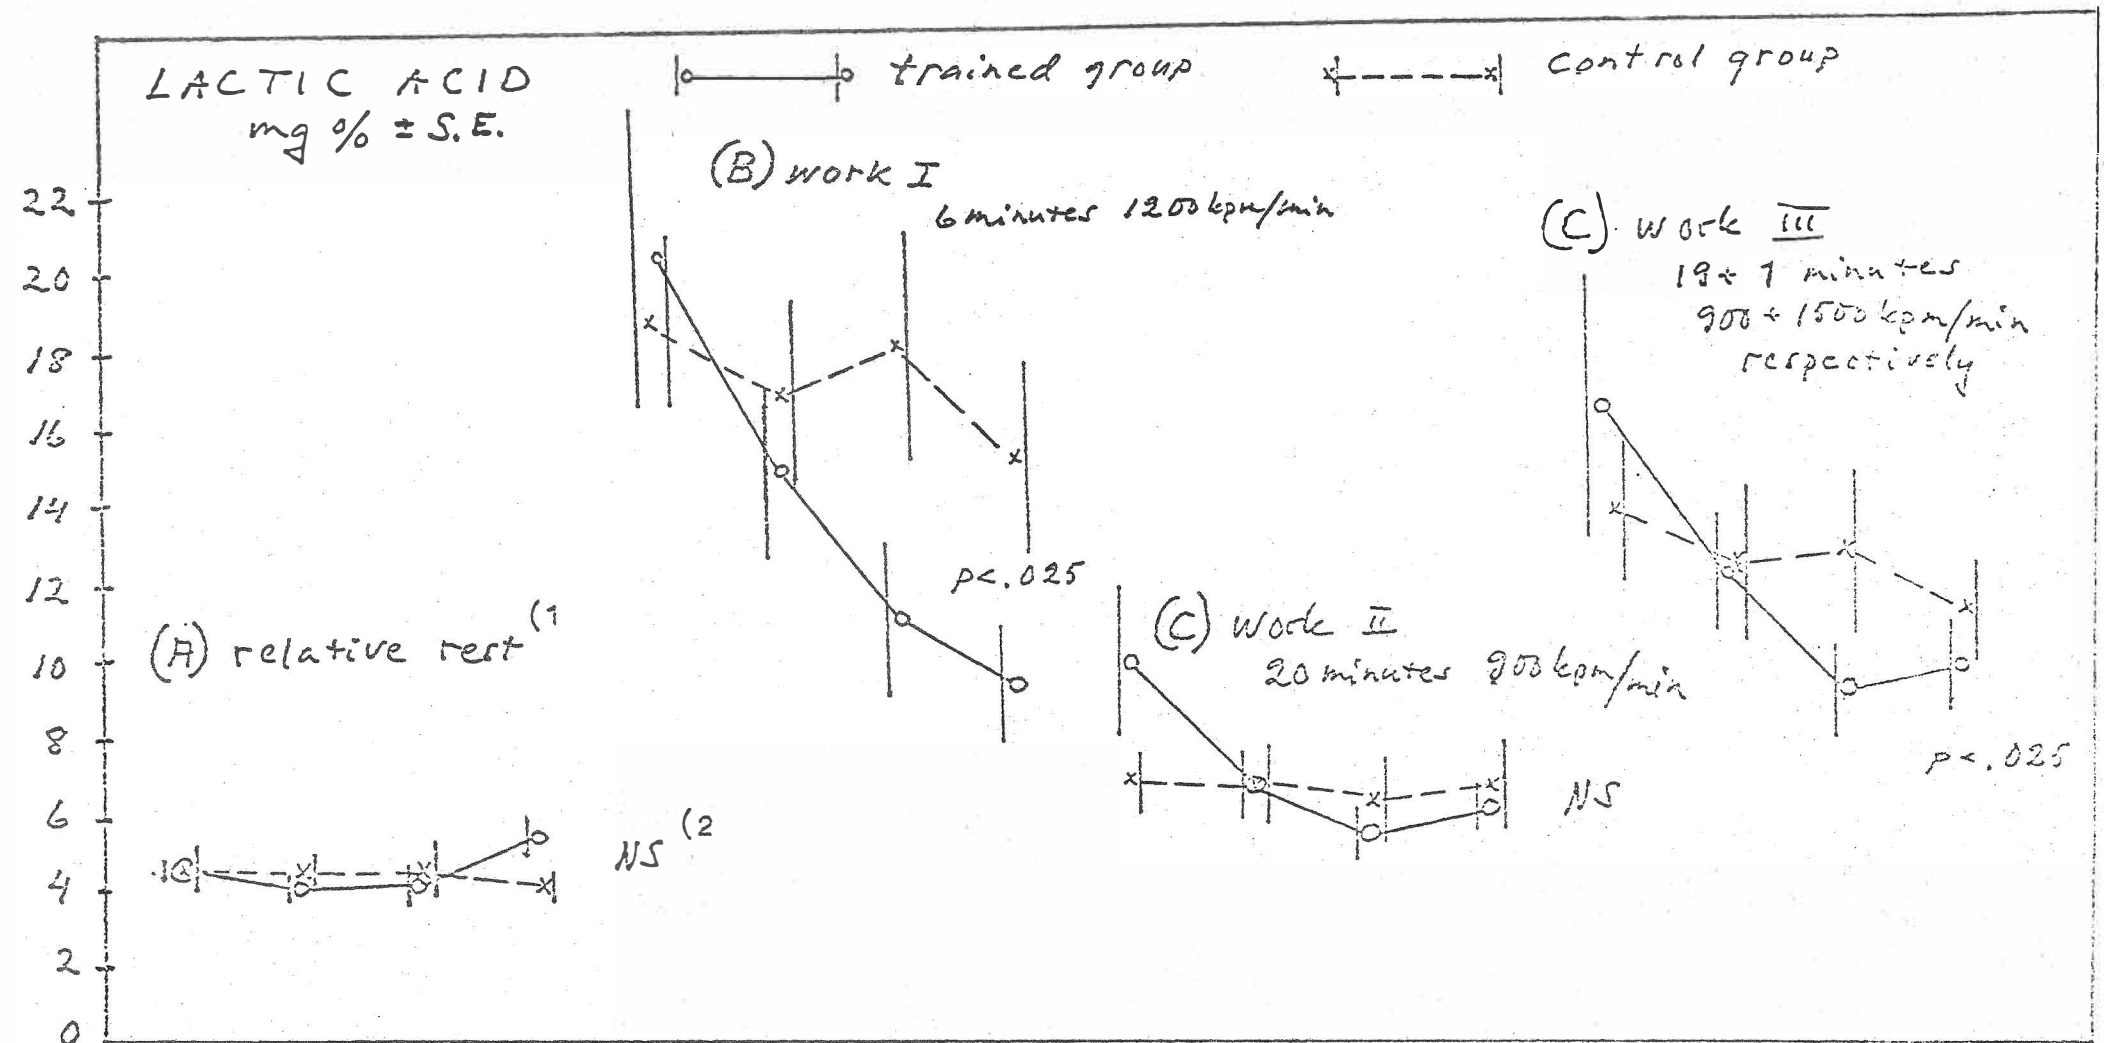 LACTIC ACID
mg % ± S.E.
trained group
control group
(B) work I
6 minutes 1200 kpm/min
(C) work III
19 + 1 minutes
900 + 1500 kpm/min
respectively
22
20
18
16
14
12
10
8
6
4
2
0
p<.025
(A) relative rest (1
(C) work II
20 minutes 900 kpm/min
p<.025
NS
NS (2